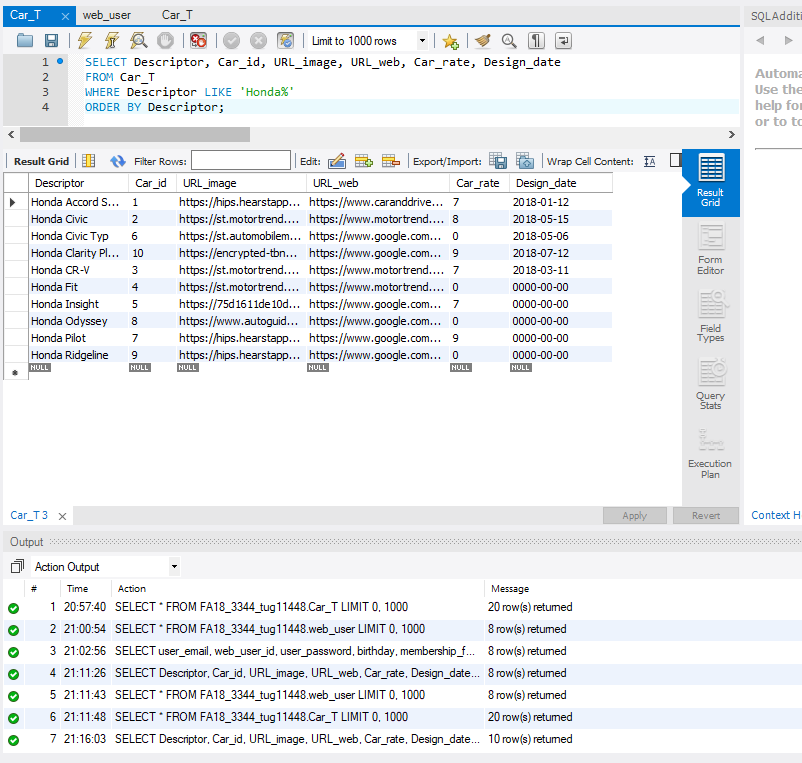 Car_T × web_user Car_T SQLAdditi
Limit to 1000 rows
1 SELECT Descriptor, Car_id, URL_image, URL_web, Car_rate, Design_date
2 FROM Car_T
3 WHERE Descriptor LIKE 'Honda%'
4 ORDER BY Descriptor;
Automa
Use the
help for
or to to
Result Grid Filter Rows: Edit: Export/Import: Wrap Cell Content: IA
Descriptor Car_id URL_image URL_web Car_rate Design_date
Honda Accord S... 1 https://hips.hearstapp... https://www.caranddrive... 7 2018-01-12
Honda Civic 2 https://st.motortrend.... https://www.motortrend.... 8 2018-05-15
Honda Civic Typ 6 https://st.automobilem... https://www.google.com... 0 2018-05-06
Honda Clarity Pl... 10 https://encrypted-tbn... https://www.google.com... 9 2018-07-12
Honda CR-V 3 https://st.motortrend.... https://www.motortrend.... 7 2018-03-11
Honda Fit 4 https://st.motortrend.... https://www.google.com... 0 0000-00-00
Honda Insight 5 https://75d1611de10d... https://www.google.com... 7 0000-00-00
Honda Odyssey 8 https://www.autoguid... https://www.google.com... 0 0000-00-00
Honda Pilot 7 https://hips.hearstapp... https://www.google.com... 9 0000-00-00
Honda Ridgeline 9 https://hips.hearstapp... https://www.google.com... 0 0000-00-00
NULL NULL NULL NULL NULL NULL
Result
Grid
Form
Editor
Field
Types
Query
Stats
Execution
Plan
Car_T 3 × Apply Revert Context H
Output
Action Output
# Time Action Message
1 20:57:40 SELECT * FROM FA18_3344_tug11448.Car_T LIMIT 0, 1000 20 row(s) returned
2 21:00:54 SELECT * FROM FA18_3344_tug11448.web_user LIMIT 0, 1000 8 row(s) returned
3 21:02:56 SELECT user_email, web_user_id, user_password, birthday, membership_f... 8 row(s) returned
4 21:11:26 SELECT Descriptor, Car_id, URL_image, URL_web, Car_rate, Design_date... 8 row(s) returned
5 21:11:43 SELECT * FROM FA18_3344_tug11448.web_user LIMIT 0, 1000 8 row(s) returned
6 21:11:48 SELECT * FROM FA18_3344_tug11448.Car_T LIMIT 0, 1000 20 row(s) returned
7 21:16:03 SELECT Descriptor, Car_id, URL_image, URL_web, Car_rate, Design_date... 10 row(s) returned